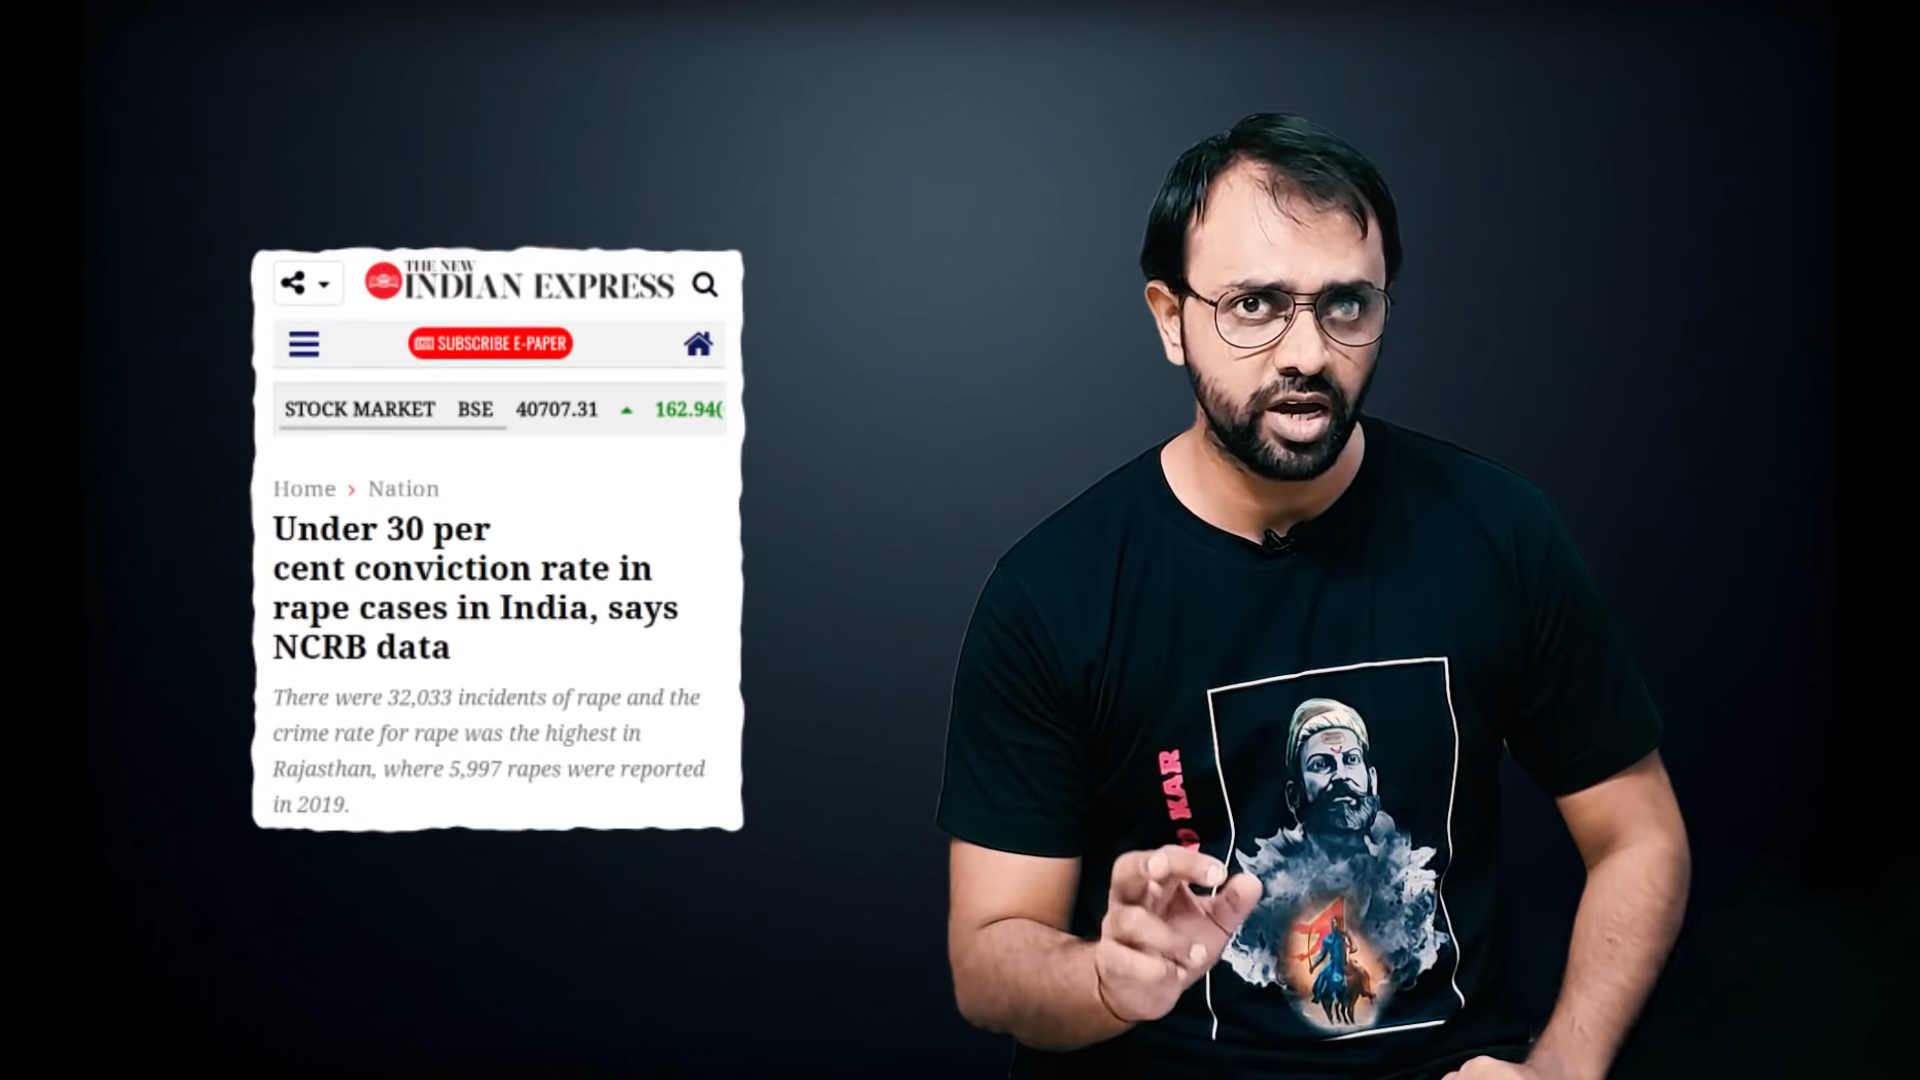 THE NEW
INDIAN EXPRESS
SUBSCRIBE E-PAPER
STOCK MARKET BSE 40707.31 162.94(
Home > Nation
Under 30 per
cent conviction rate in
rape cases in India, says
NCRB data
There were 32,033 incidents of rape and the
crime rate for rape was the highest in
Rajasthan, where 5,997 rapes were reported
in 2019.
KAR